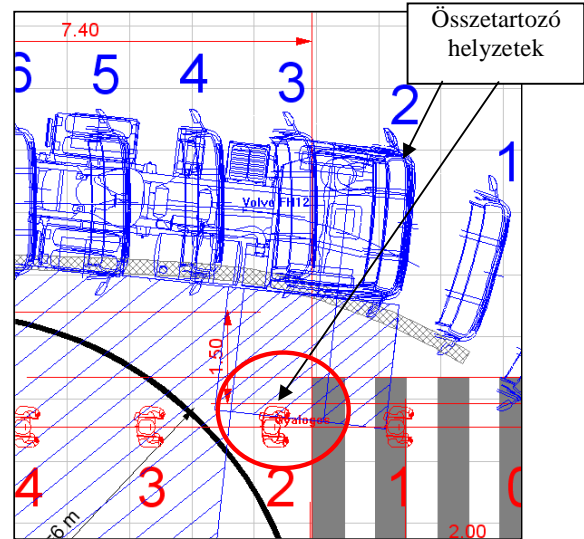 Összetartozó
helyzetek
7.40
6 5 4 3 2 1
Volvo FH12
1.50
Gyalogos
4 3 2 1 0
=6 m
2.00